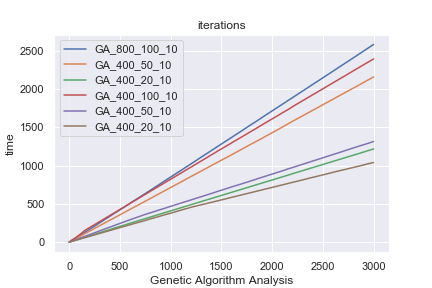 iterations
2500
2000
1500
1000
500
0
time
GA_800_100_10
GA_400_50_10
GA_400_20_10
GA_400_100_10
GA_400_50_10
GA_400_20_10
0 500 1000 1500 2000 2500 3000
Genetic Algorithm Analysis